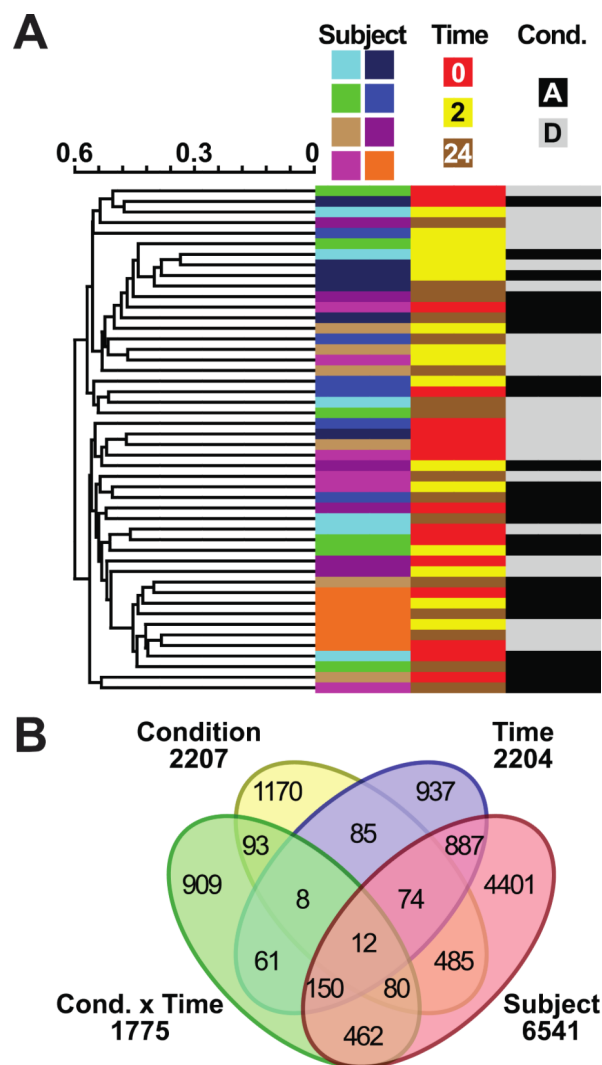 A
Subject Time Cond.
0
A
2
D
24
0.6 0.3 0
B
Condition
2207
Time
2204
1170 937
93 85 887
909 8 74 4401
12
61 485
150 80
Cond. x Time
1775
462
Subject
6541